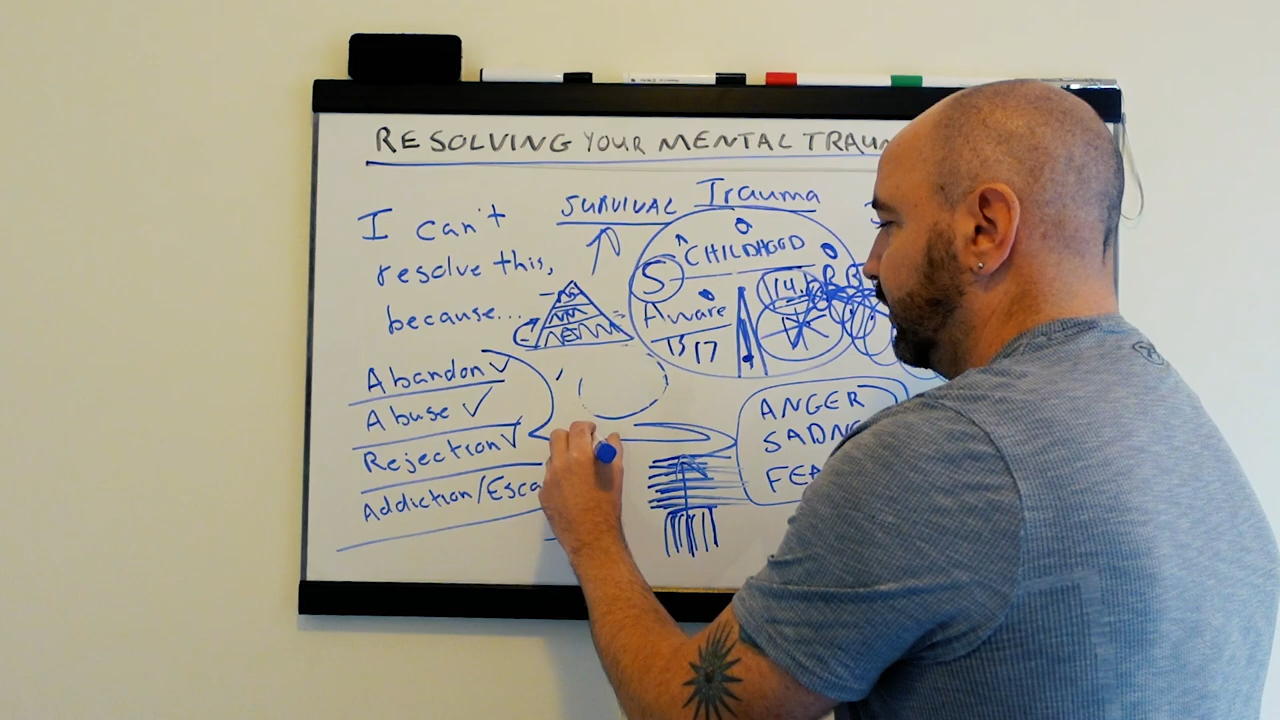 RESOLVING YOUR MENTAL TRAU
SURVIVAL
Trauma
I can't
resolve this,
because...
CHILDHOOD
S
14.
Aware
13 17
Abandon ✓
Abuse ✓
Rejection ✓
Addiction/Esca
ANGER
SADN
FEA